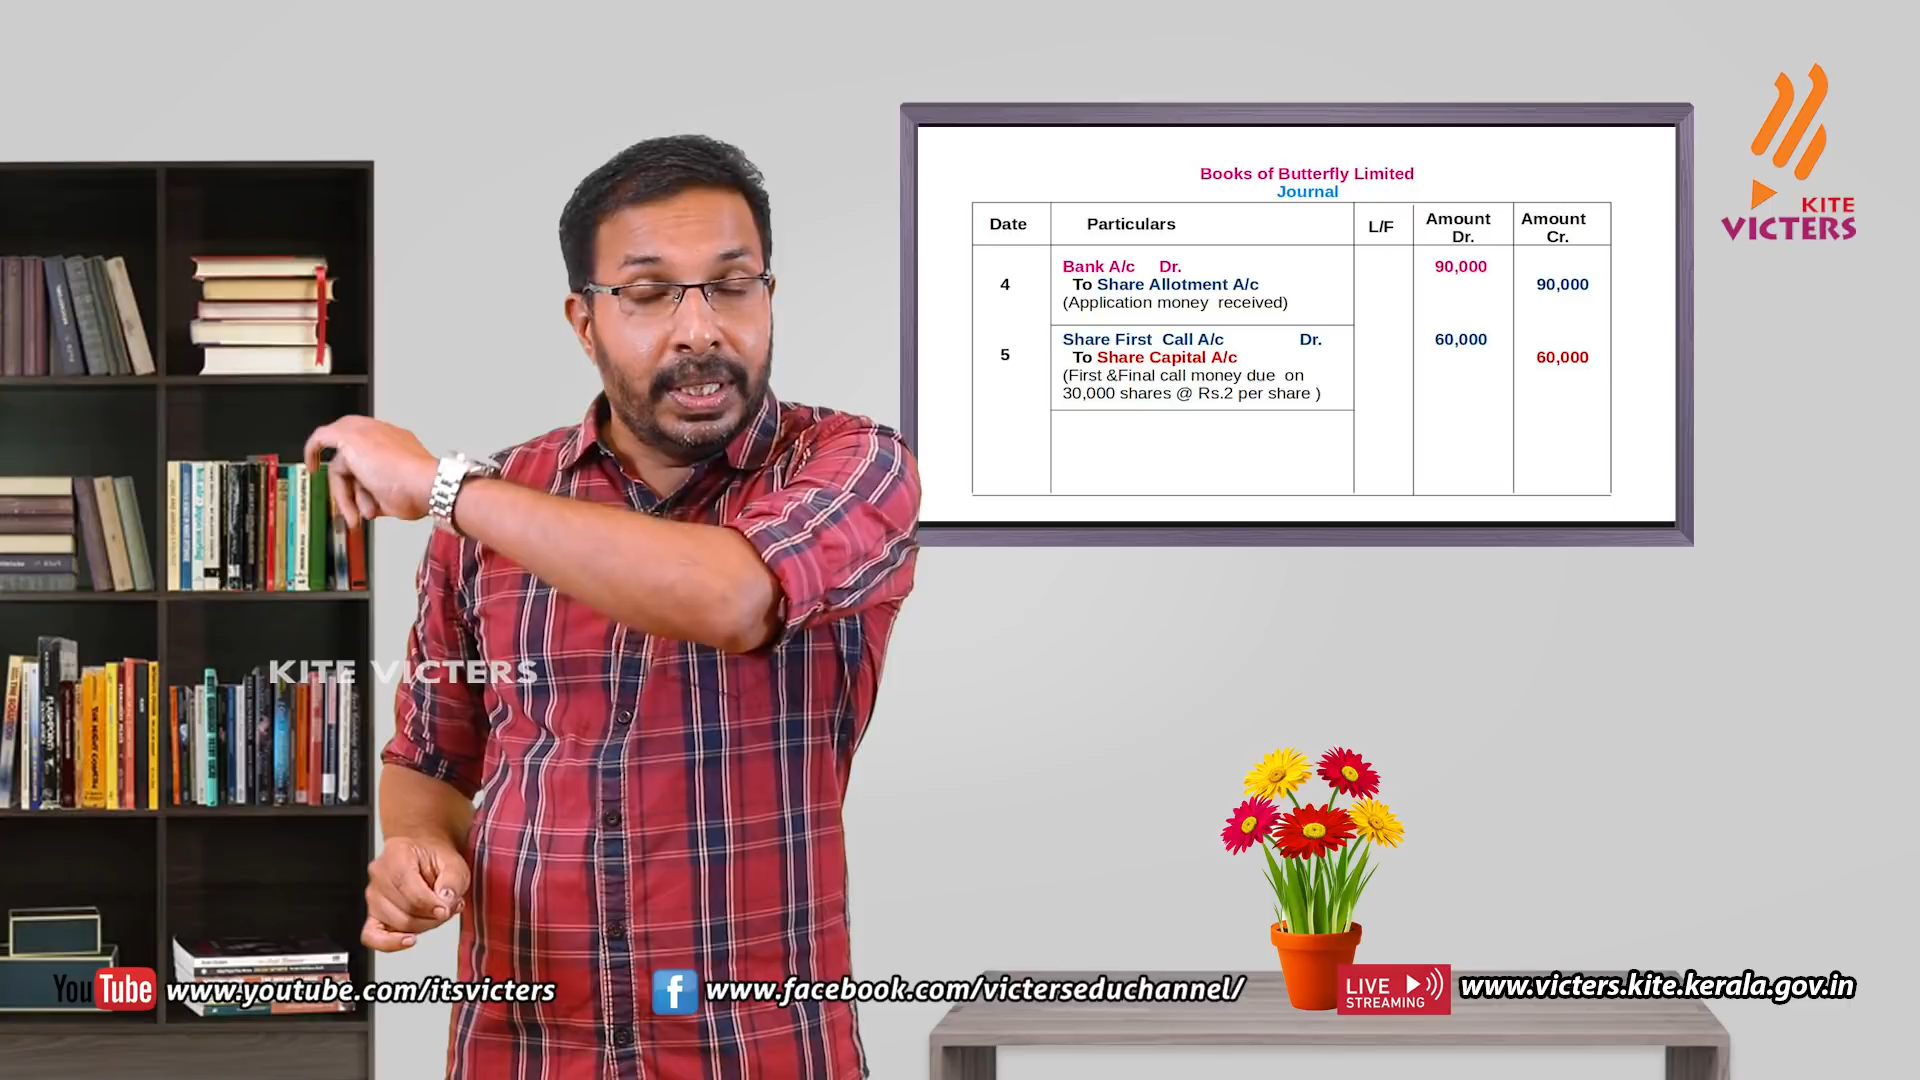 Books of Butterfly Limited
Journal
Date Particulars L/F Amount Dr. Amount Cr.
4 Bank A/c Dr. 90,000
To Share Allotment A/c 90,000
(Application money received)
5 Share First Call A/c Dr. 60,000
To Share Capital A/c 60,000
(First &Final call money due on
30,000 shares @ Rs.2 per share )
KITE
VICTERS
KITE VICTERS
YouTube www.youtube.com/itsvicters
f www.facebook.com/victerseduchannel/
LIVE
STREAMING
www.victers.kite.kerala.gov.in